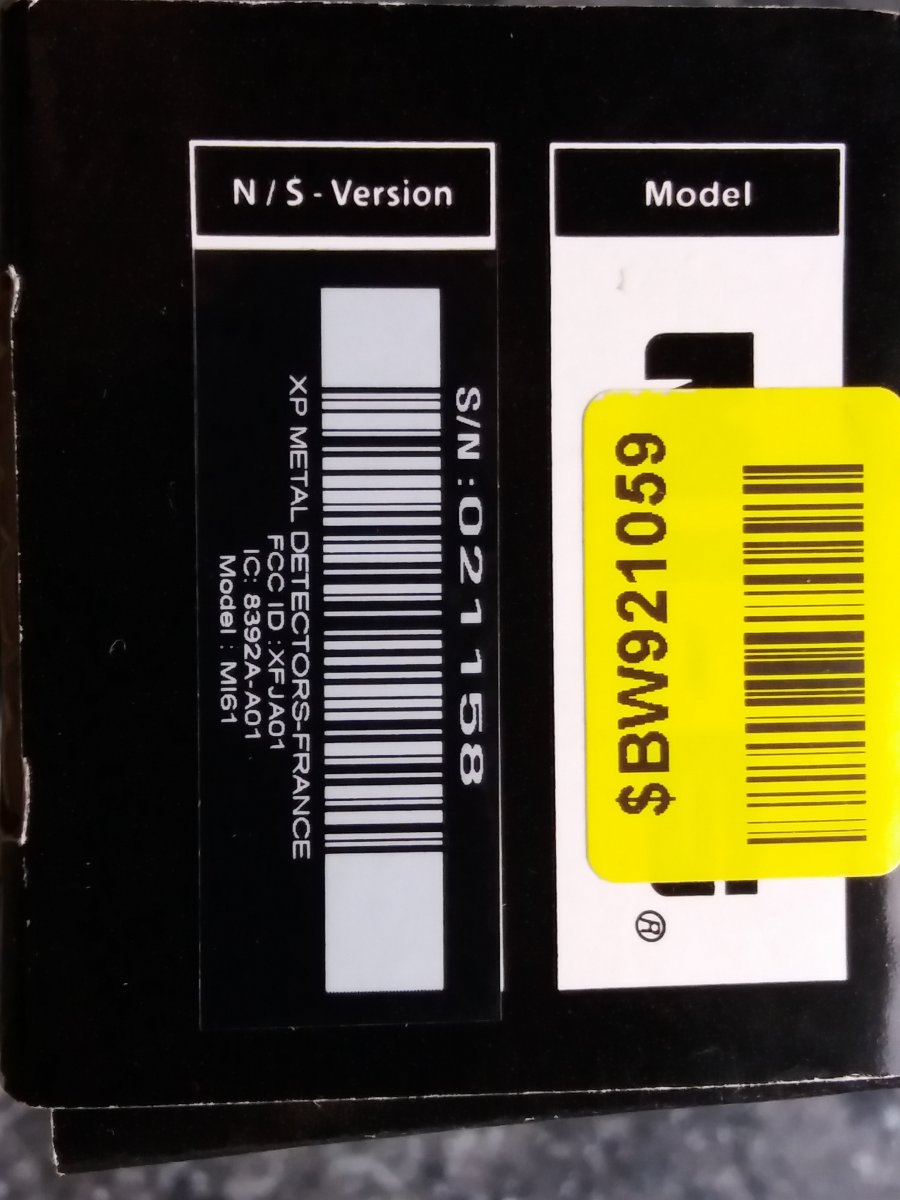 N / S - Version
S/N : 021158
XP METAL DETECTORS-FRANCE
FCC ID : XFJA01
IC: 8392A-A01
Model : MI61
Model
®
$BW921059